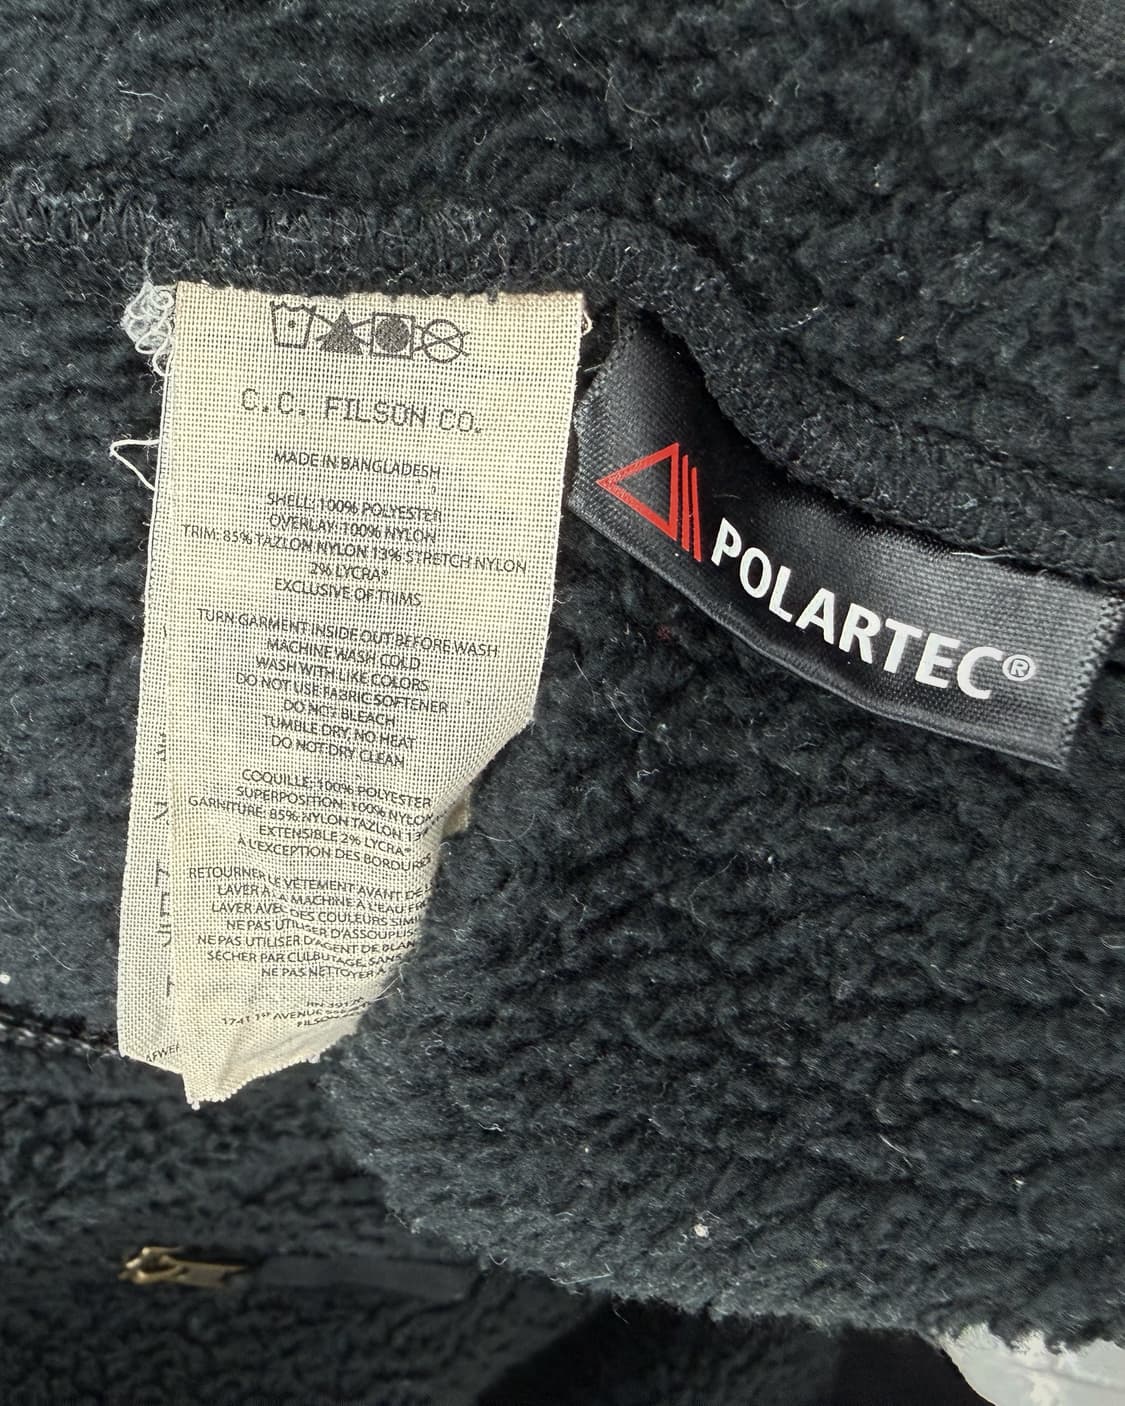 C.C. FILSON CO.
MADE IN BANGLADESH
SHELL: 100% POLYESTER
OVERLAY: 100% NYLON
TRIM: 85% TAZLON NYLON 13% STRETCH NYLON
2% LYCRA®
EXCLUSIVE OF TRIMS
TURN GARMENT INSIDE OUT BEFORE WASH
MACHINE WASH COLD
WASH WITH LIKE COLORS
DO NOT USE FABRIC SOFTENER
DO NOT BLEACH
TUMBLE DRY, NO HEAT
DO NOT DRY CLEAN
COQUILLE: 100% POLYESTER
SUPERPOSITION: 100% NYLON
GARNITURE: 85% NYLON TAZLON 13%
EXTENSIBLE 2% LYCRA®
À L'EXCEPTION DES BORDURES
RETOURNER LE VÊTEMENT AVANT DE
LAVER À LA MACHINE À L'EAU
LAVER AVEC DES COULEURS
NE PAS UTILISER
NE PAS UTILISER D'AGENT DE
SÉCHER PAR CULBUTAGE, SANS
NE PAS NETTOYER À
1741 1ST AVENUE
POLARTEC®